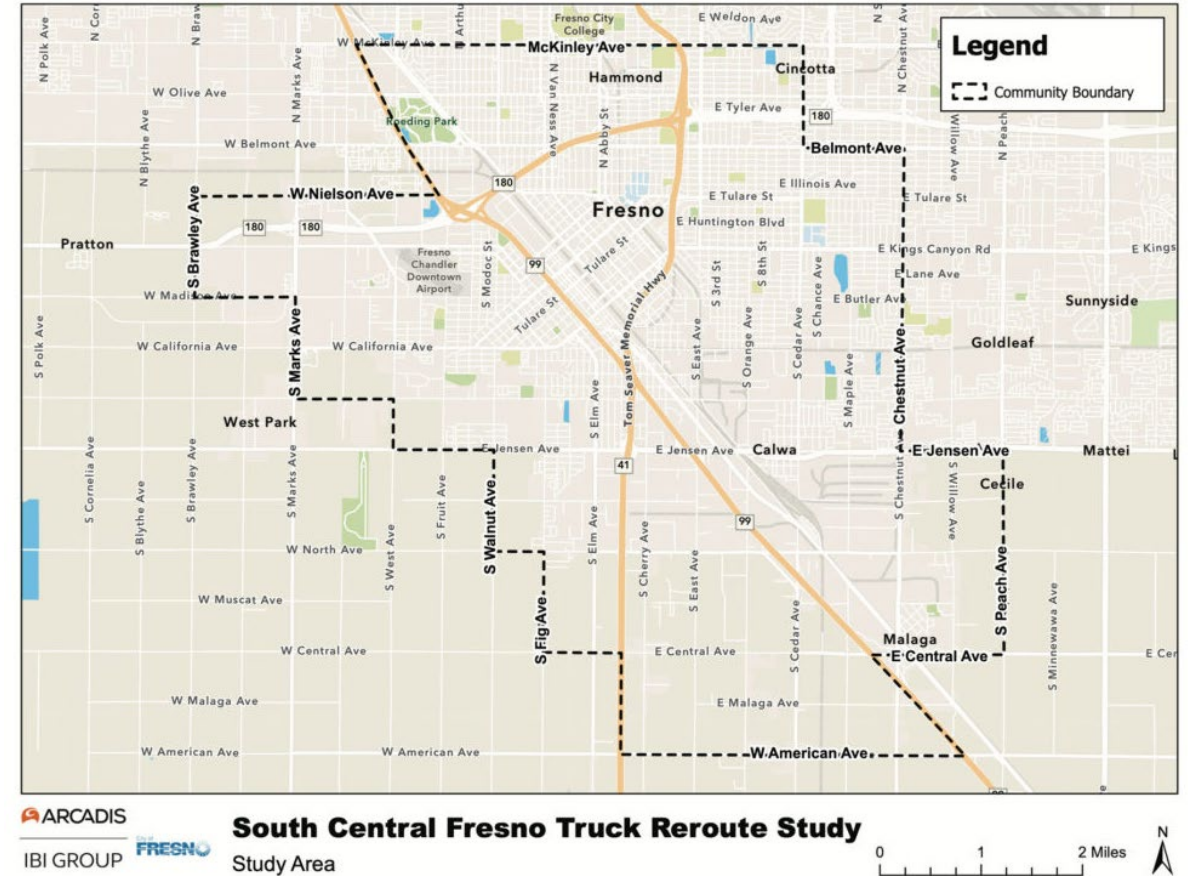 W McKinley Ave
McKinley Ave
N Polk Ave
N Corn
N Braw
N Marks Ave
N Arthu
Fresno City
College
E Weldon Ave
N S
N Chestnut Ave
Hammond
Cincotta
Legend
Community Boundary
W Olive Ave
N Blythe Ave
Roeding Park
N Van Ness Ave
N Abby St
E Tyler Ave
180
Willow Ave
N Peach
W Belmont Ave
Belmont Ave
180
E Illinois Ave
W Nielson Ave
E Tulare St
E Tulare St
Fresno
E Huntington Blvd
S Brawley Ave
180
180
Pratton
Fresno
Chandler
Downtown
Airport
S Modoc St
99
Tulare St
Tulare St
Tom Seaver Memorial Hwy
S 3rd St
S 8th St
S Chance Ave
E Kings Canyon Rd
E Kings
E Lane Ave
W Madison Ave
E Butler Ave
Sunnyside
S Polk Ave
W California Ave
W California Ave
S Marks Ave
S East Ave
S Orange Ave
S Cedar Ave
S Maple Ave
Chestnut Ave
Goldleaf
S Elm Ave
West Park
E Jensen Ave
E Jensen Ave
Calwa
E Jensen Ave
Mattei
L
41
S Cornelia Ave
S Blythe Ave
S Brawley Ave
S Marks Ave
S West Ave
S Fruit Ave
S Walnut Ave
S Elm Ave
S Cherry Ave
S East Ave
99
S Chestnut Ave
S Willow Ave
Cecile
W North Ave
S Peach Ave
S Minnewawa Ave
W Muscat Ave
S Fig Ave
S Cedar Ave
Malaga
W Central Ave
E Central Ave
E Central Ave
E Cer
W Malaga Ave
E Malaga Ave
W American Ave
W American Ave
W American Ave
99
ARCADIS
IBI GROUP
City of
FRESNO
South Central Fresno Truck Reroute Study
Study Area
0 1 2 Miles
N